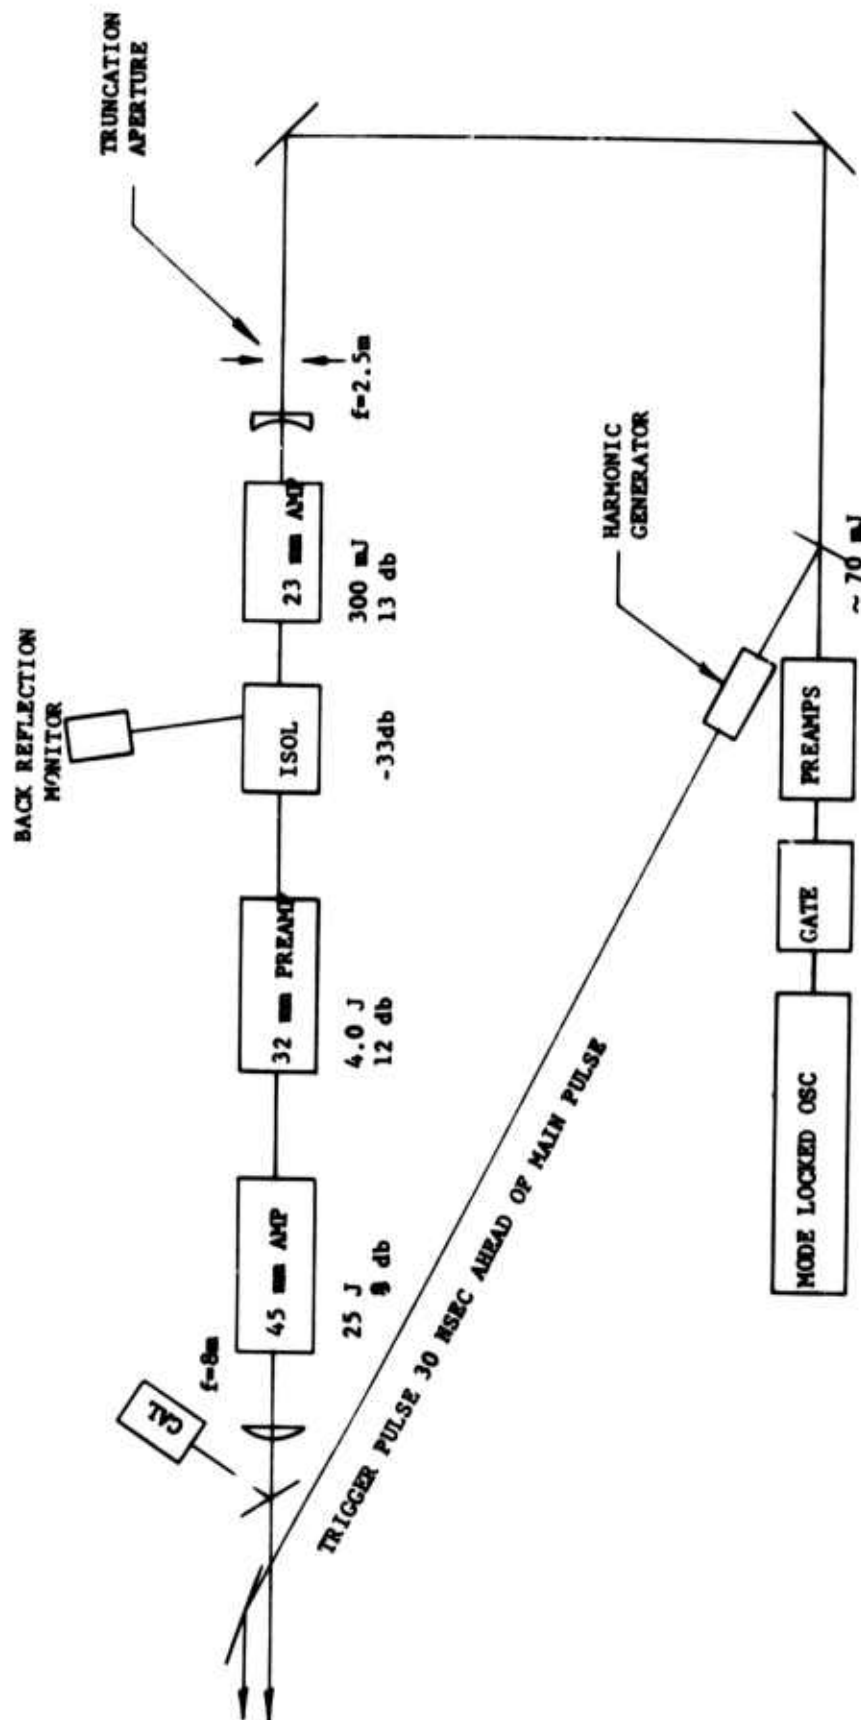 TRUNCATION
APERTURE
BACK REFLECTION
MONITOR
f=2.5m
23 mm AMP
300 mJ
13 db
ISOL
-33db
32 mm PREAMP
4.0 J
12 db
45 mm AMP
25 J
db
f=8m
CAL
HARMONIC
GENERATOR
TRIGGER PULSE 30 NSEC AHEAD OF MAIN PULSE
MODE LOCKED OSC
GATE
PREAMPS
~ 70 mJ